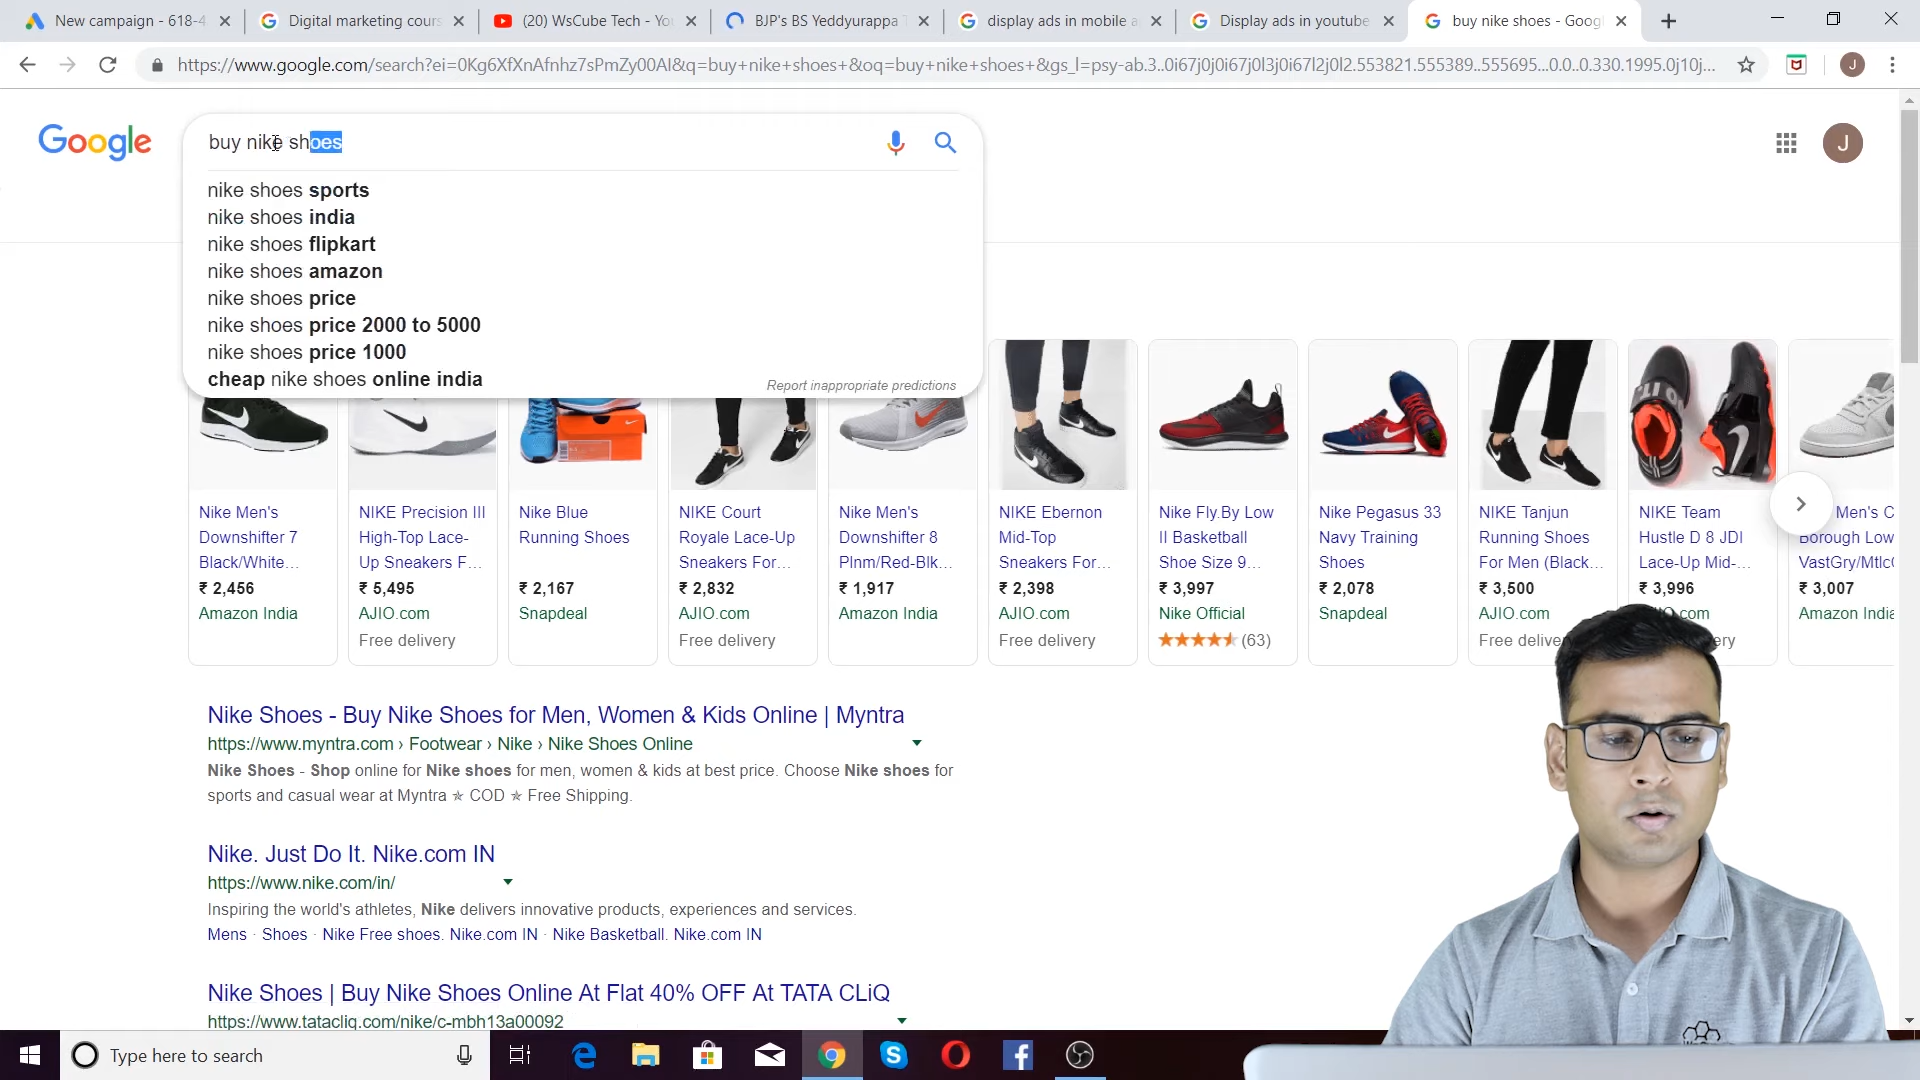 New campaign - 618-4
Digital marketing cours
(20) WsCube Tech - You
BJP's BS Yeddyurappa T
display ads in mobile a
Display ads in youtube
buy nike shoes - Googl
https://www.google.com/search?ei=0Kg6XfXnAfnhz7sPmZy00AI&q=buy+nike+shoes+&oq=buy+nike+shoes+&gs_l=psy-ab.3..0i67j0j0i67j0l3j0i67l2j0l2.553821.555389..555695...0.0..0.330.1995.0j10j...
J
Google
buy nike shoes
J
nike shoes sports
nike shoes india
nike shoes flipkart
nike shoes amazon
nike shoes price
nike shoes price 2000 to 5000
nike shoes price 1000
cheap nike shoes online india
Report inappropriate predictions
Nike Men's
Downshifter 7
Black/White...
₹ 2,456
Amazon India
NIKE Precision III
High-Top Lace-
Up Sneakers F...
₹ 5,495
AJIO.com
Free delivery
Nike Blue
Running Shoes
₹ 2,167
Snapdeal
NIKE Court
Royale Lace-Up
Sneakers For...
₹ 2,832
AJIO.com
Free delivery
Nike Men's
Downshifter 8
Plnm/Red-Blk...
₹ 1,917
Amazon India
NIKE Ebernon
Mid-Top
Sneakers For...
₹ 2,398
AJIO.com
Free delivery
Nike Fly.By Low
II Basketball
Shoe Size 9...
₹ 3,997
Nike Official
(63)
Nike Pegasus 33
Navy Training
Shoes
₹ 2,078
Snapdeal
NIKE Tanjun
Running Shoes
For Men (Black...
₹ 3,500
AJIO.com
Free delivery
NIKE Team
Hustle D 8 JDI
Lace-Up Mid-...
₹ 3,996
Men's C
Borough Low
VastGry/MtlcG
₹ 3,007
Amazon India
Nike Shoes - Buy Nike Shoes for Men, Women & Kids Online | Myntra
https://www.myntra.com › Footwear › Nike › Nike Shoes Online
Nike Shoes - Shop online for Nike shoes for men, women & kids at best price. Choose Nike shoes for
sports and casual wear at Myntra ✯ COD ✯ Free Shipping.
Nike. Just Do It. Nike.com IN
https://www.nike.com/in/
Inspiring the world's athletes, Nike delivers innovative products, experiences and services.
Mens · Shoes · Nike Free shoes. Nike.com IN · Nike Basketball. Nike.com IN
Nike Shoes | Buy Nike Shoes Online At Flat 40% OFF At TATA CLiQ
https://www.tatacliq.com/nike/c-mbh13a00092
Type here to search